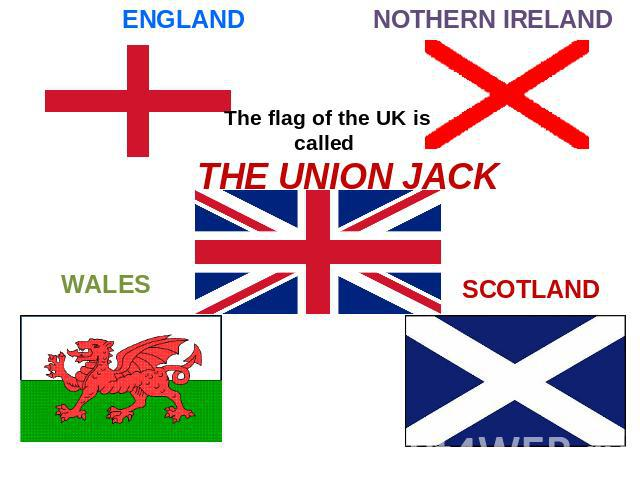 ENGLAND
NOTHERN IRELAND
The flag of the UK is
called
THE UNION JACK
WALES
SCOTLAND